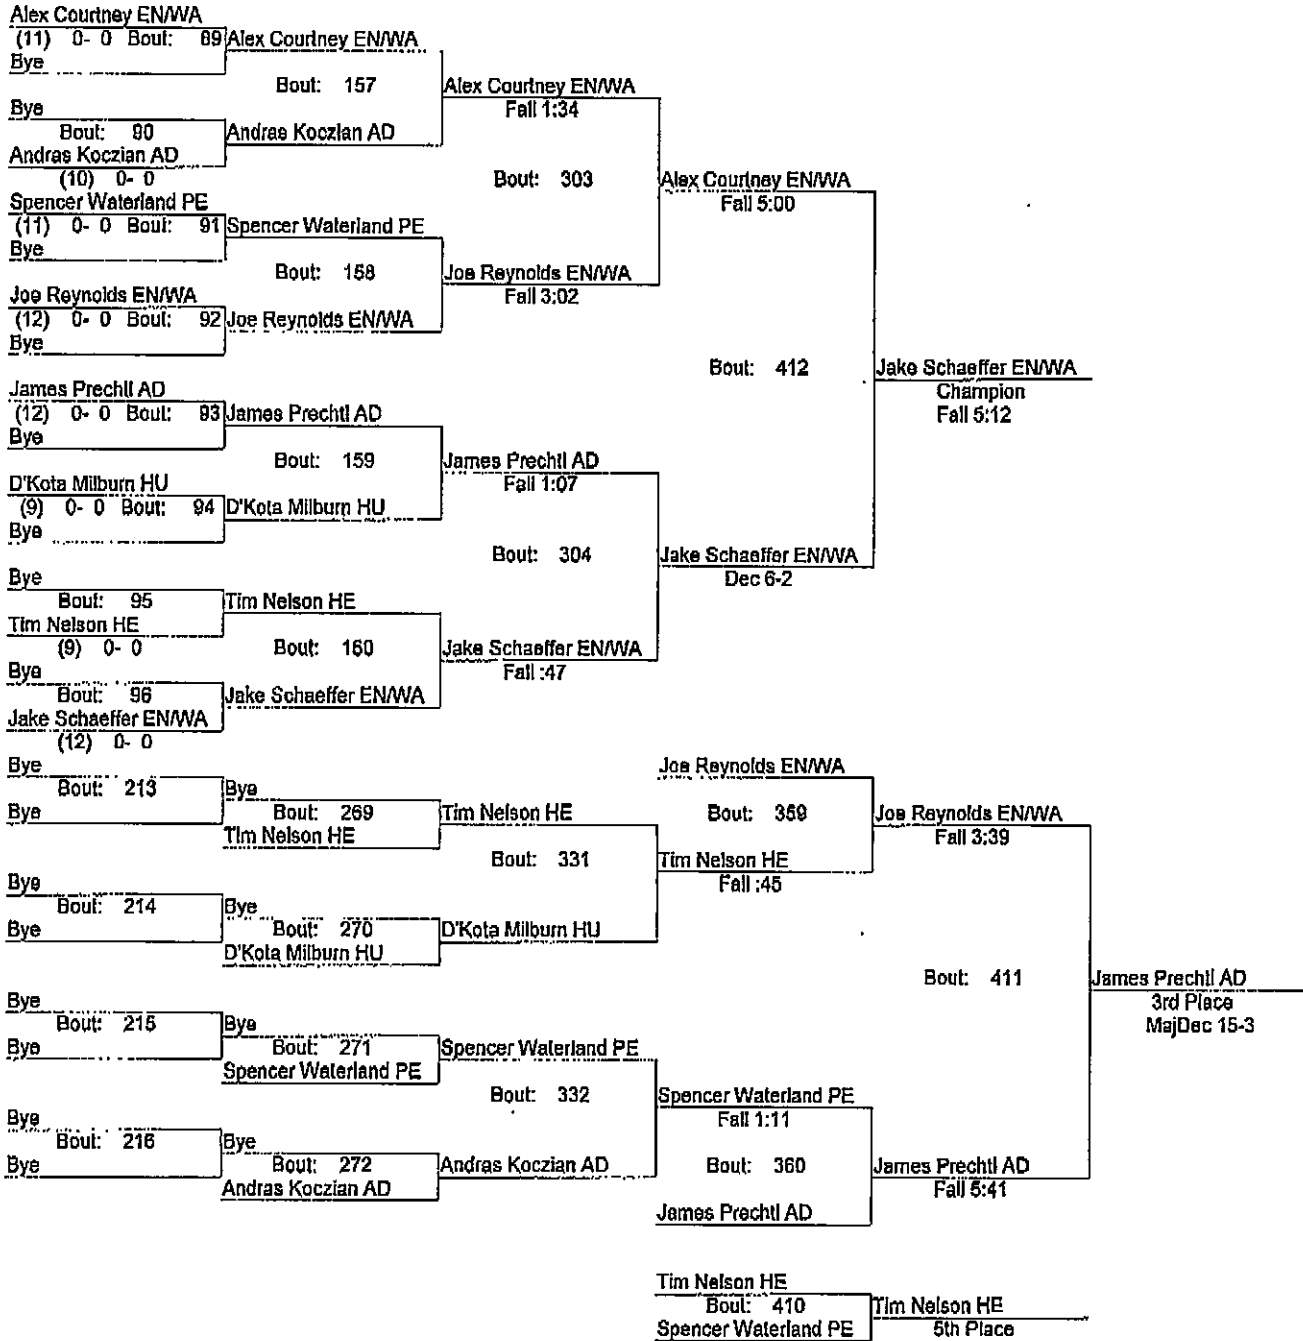 Alex Courtney EN/WA
(11) 0- 0 Bout: 89
Bye
Bye
Bout: 90
Andras Koczian AD
(10) 0- 0
Spencer Waterland PE
(11) 0- 0 Bout: 91
Bye
Joe Reynolds EN/WA
(12) 0- 0 Bout: 92
Bye
James Prechtl AD
(12) 0- 0 Bout: 93
Bye
D'Kota Milburn HU
(9) 0- 0 Bout: 94
Bye
Bye
Bout: 95
Tim Nelson HE
(9) 0- 0
Bye
Bout: 96
Jake Schaeffer EN/WA
(12) 0- 0
Alex Courtney EN/WA
Bout: 157
Andras Koczian AD
Spencer Waterland PE
Bout: 158
Joe Reynolds EN/WA
James Prechtl AD
Bout: 159
D'Kota Milburn HU
Tim Nelson HE
Bout: 160
Jake Schaeffer EN/WA
Alex Courtney EN/WA
Fall 1:34
Bout: 303
Joe Reynolds EN/WA
Fall 3:02
James Prechtl AD
Fall 1:07
Bout: 304
Jake Schaeffer EN/WA
Fall :47
Alex Courtney EN/WA
Fall 5:00
Bout: 412
Jake Schaeffer EN/WA
Dec 6-2
Jake Schaeffer EN/WA
Champion
Fall 5:12
Bye
Bout: 213
Bye
Bye
Bout: 214
Bye
Bye
Bout: 215
Bye
Bye
Bout: 216
Bye
Bye
Bout: 269
Tim Nelson HE
Bye
Bout: 270
D'Kota Milburn HU
Bye
Bout: 271
Spencer Waterland PE
Bye
Bout: 272
Andras Koczian AD
Tim Nelson HE
Bout: 331
D'Kota Milburn HU
Spencer Waterland PE
Bout: 332
Andras Koczian AD
Joe Reynolds EN/WA
Bout: 359
Tim Nelson HE
Fall :45
Spencer Waterland PE
Fall 1:11
Bout: 360
James Prechtl AD
Joe Reynolds EN/WA
Fall 3:39
Bout: 411
James Prechtl AD
Fall 5:41
James Prechtl AD
3rd Place
MajDec 15-3
Tim Nelson HE
Bout: 410
Spencer Waterland PE
Tim Nelson HE
5th Place